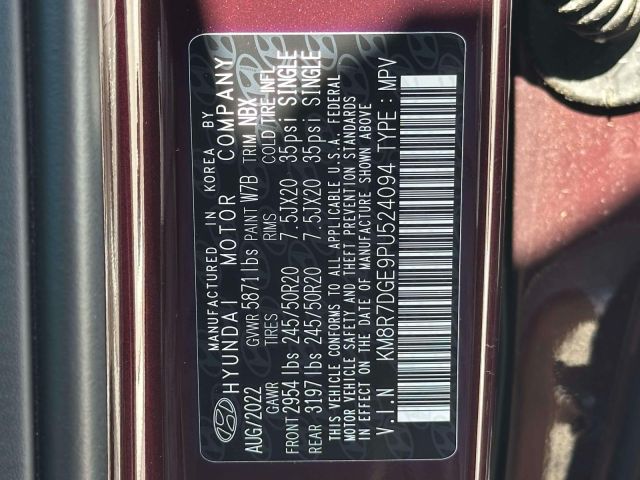 MANUFACTURED IN KOREA BY
HYUNDAI MOTOR COMPANY
AUG/2022 GVWR 5871 lbs PAINT W7B TRIM NBX
GAWR TIRES RIMS COLD TIRE INFL
FRONT 2954 lbs 245/50R20 7.5JX20 35psi SINGLE
REAR 3197 lbs 245/50R20 7.5JX20 35psi SINGLE
THIS VEHICLE CONFORMS TO ALL APPLICABLE U.S.A. FEDERAL
MOTOR VEHICLE SAFETY AND THEFT PREVENTION STANDARDS
IN EFFECT ON THE DATE OF MANUFACTURE SHOWN ABOVE
V.I.N KM8R7DGE9PU524094 TYPE : MPV